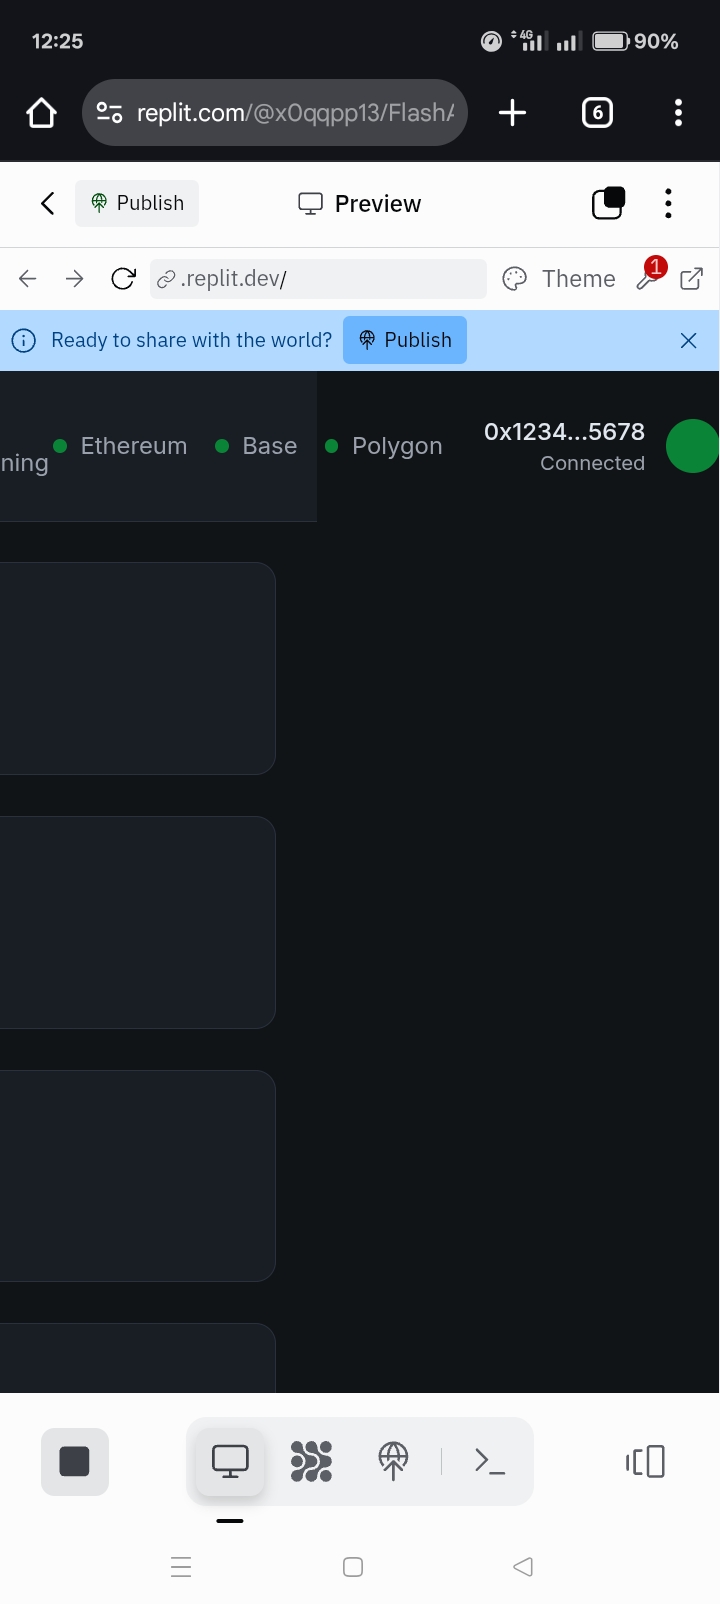 12:25
4G
90%
replit.com/@x0qqpp13/Flash
6
Publish
Preview
.replit.dev/
Theme
1
Ready to share with the world?
Publish
ning
Ethereum
Base
Polygon
0x1234...5678
Connected